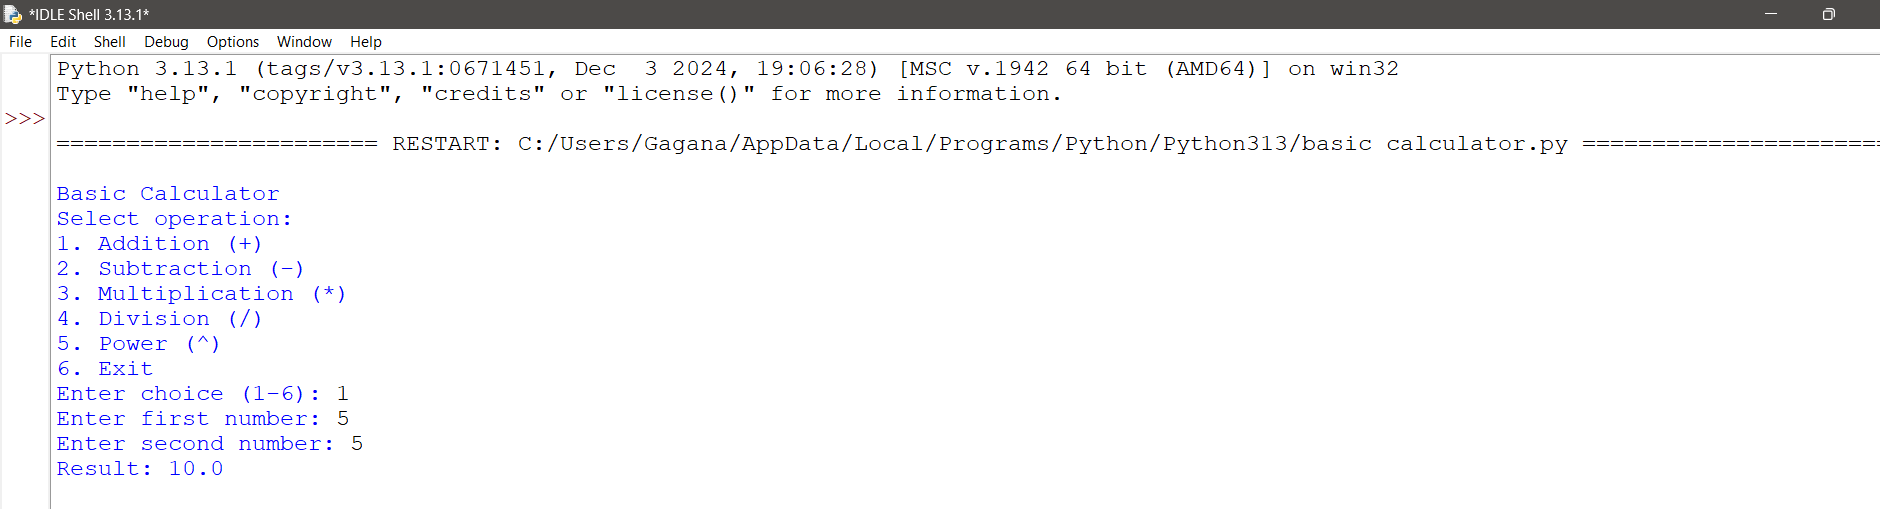 *IDLE Shell 3.13.1*
File Edit Shell Debug Options Window Help
Python 3.13.1 (tags/v3.13.1:0671451, Dec  3 2024, 19:06:28) [MSC v.1942 64 bit (AMD64)] on win32
Type "help", "copyright", "credits" or "license()" for more information.
>>>
======================= RESTART: C:/Users/Gagana/AppData/Local/Programs/Python/Python313/basic calculator.py ======================
Basic Calculator
Select operation:
1. Addition (+)
2. Subtraction (-)
3. Multiplication (*)
4. Division (/)
5. Power (^)
6. Exit
Enter choice (1-6): 1
Enter first number: 5
Enter second number: 5
Result: 10.0